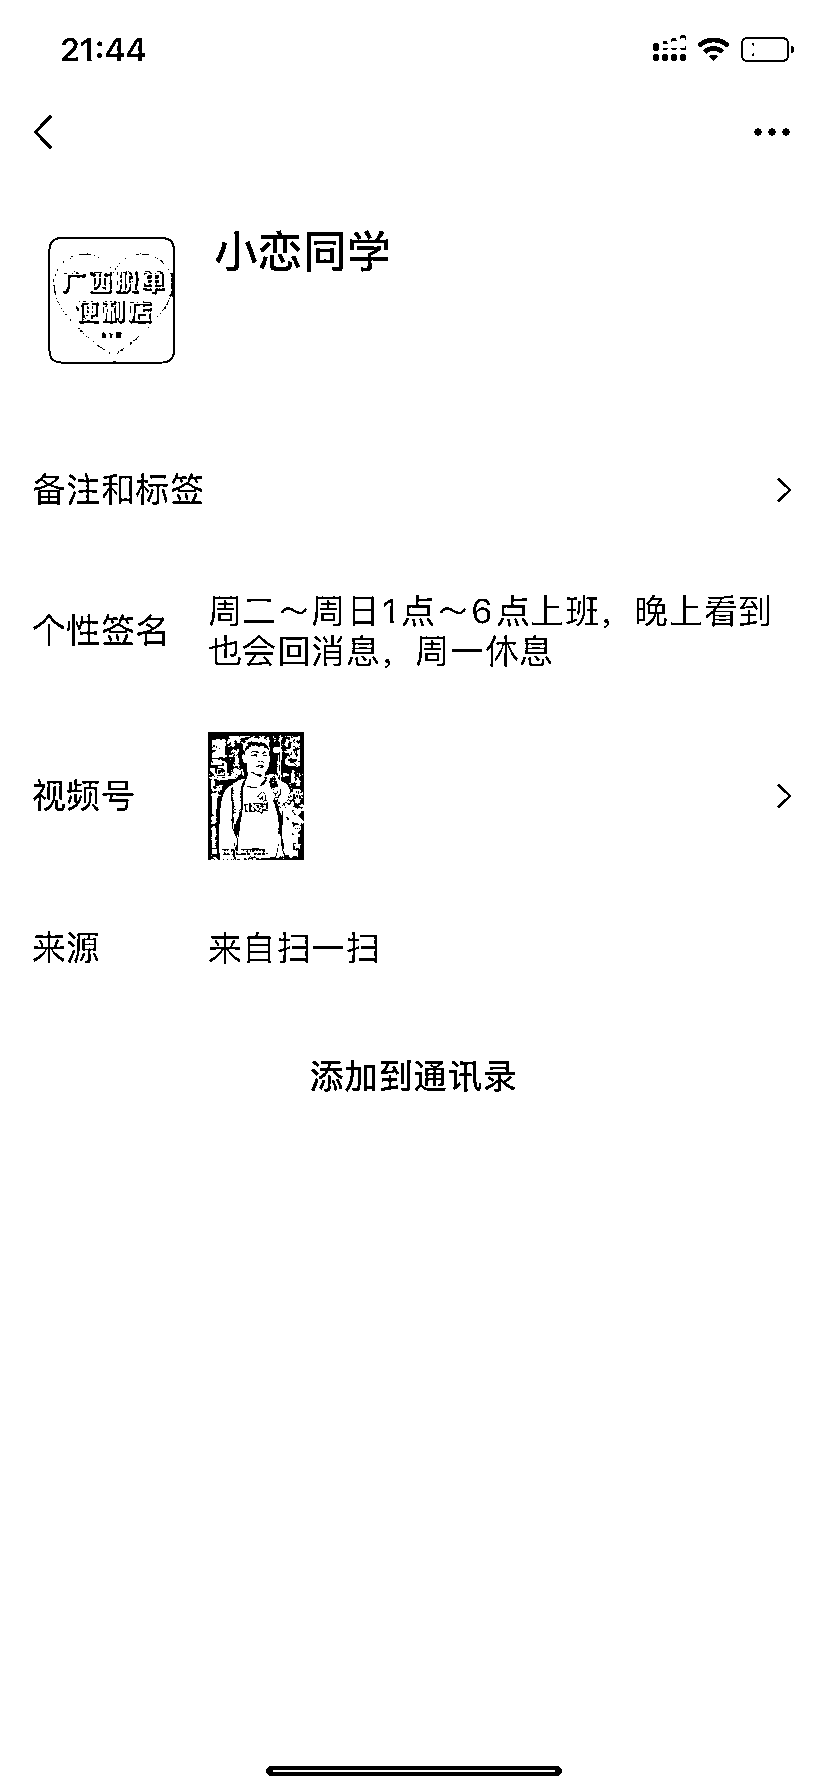 21:44
小恋同学
广西脱单
便利店
备注和标签
个性签名
周二～周日1点～6点上班，晚上看到
也会回消息，周一休息
视频号
来源
来自扫一扫
添加到通讯录